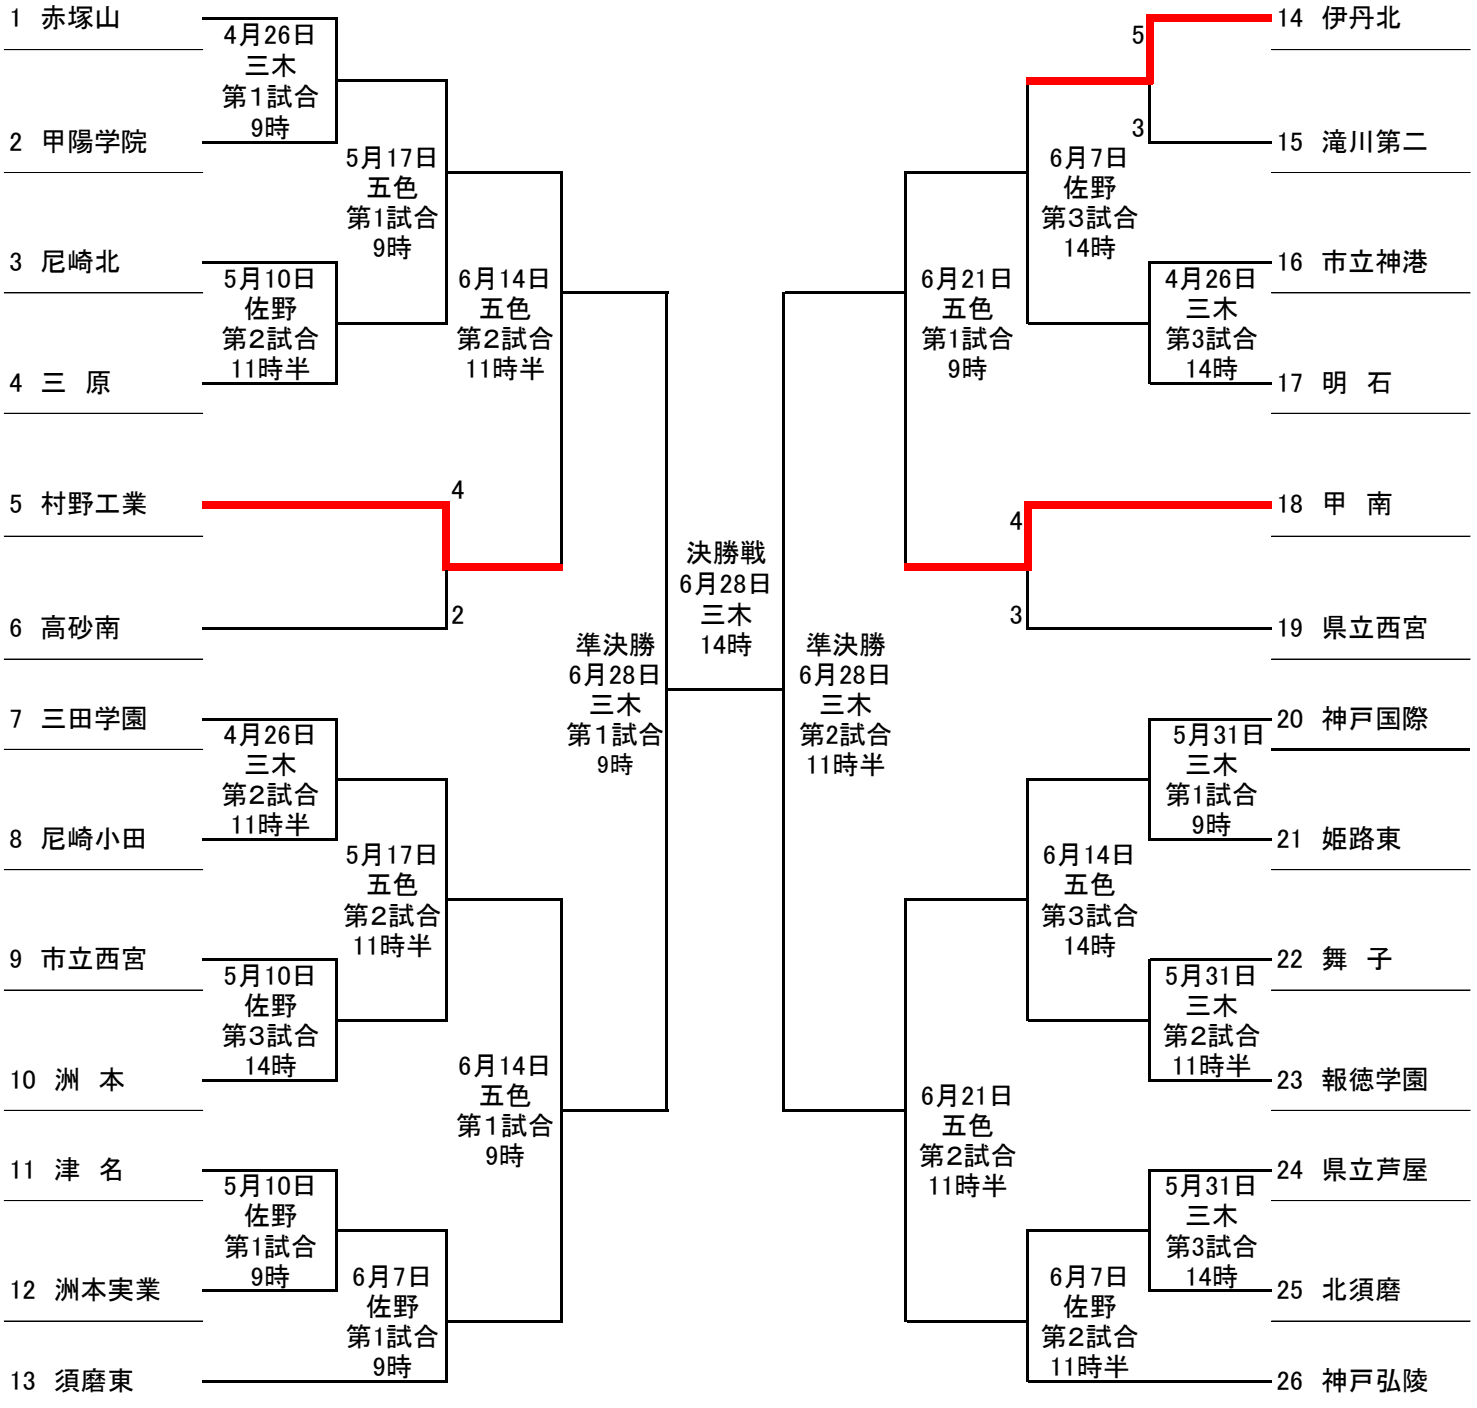 1 赤塚山
4月26日
三木
第１試合
9時
2 甲陽学院
5月17日
五色
第1試合
9時
3 尼崎北
5月10日
佐野
第２試合
11時半
4 三 原
6月14日
五色
第２試合
11時半
5 村野工業
4
6 高砂南
2
7 三田学園
4月26日
三木
第２試合
11時半
8 尼崎小田
5月17日
五色
第２試合
11時半
9 市立西宮
5月10日
佐野
第３試合
14時
10 洲 本
6月14日
五色
第１試合
9時
11 津 名
5月10日
佐野
第1試合
9時
12 洲本実業
6月7日
佐野
第1試合
9時
13 須磨東
準決勝
6月28日
三木
第１試合
9時
決勝戦
6月28日
三木
14時
準決勝
6月28日
三木
第2試合
11時半
14 伊丹北
5
15 滝川第二
3
6月7日
佐野
第３試合
14時
16 市立神港
4月26日
三木
第3試合
14時
17 明 石
6月21日
五色
第1試合
9時
18 甲 南
4
19 県立西宮
3
20 神戸国際
5月31日
三木
第1試合
9時
21 姫路東
6月14日
五色
第３試合
14時
22 舞 子
5月31日
三木
第２試合
11時半
23 報徳学園
6月21日
五色
第２試合
11時半
24 県立芦屋
5月31日
三木
第3試合
14時
25 北須磨
6月7日
佐野
第２試合
11時半
26 神戸弘陵